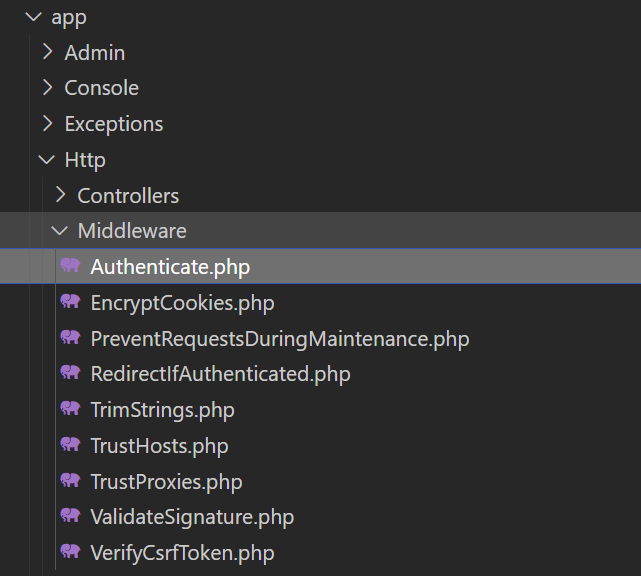 app
Admin
Console
Exceptions
Http
Controllers
Middleware
Authenticate.php
EncryptCookies.php
PreventRequestsDuringMaintenance.php
RedirectIfAuthenticated.php
TrimStrings.php
TrustHosts.php
TrustProxies.php
ValidateSignature.php
VerifyCsrfToken.php